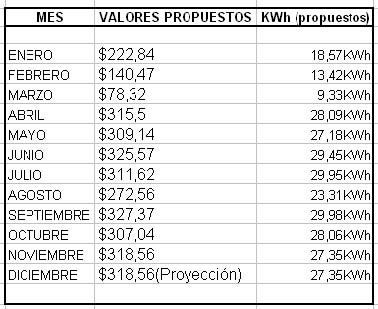 MES VALORES PROPUESTOS KWh (propuestos)
ENERO $222,84 18,57KWh
FEBRERO $140,47 13,42KWh
MARZO $78,32 9,33KWh
ABRIL $315,5 28,09KWh
MAYO $309,14 27,18KWh
JUNIO $325,57 29,45KWh
JULIO $311,62 29,95KWh
AGOSTO $272,56 23,31KWh
SEPTIEMBRE $327,37 29,98KWh
OCTUBRE $307,04 28,06KWh
NOVIEMBRE $318,56 27,35KWh
DICIEMBRE $318,56(Proyección) 27,35KWh